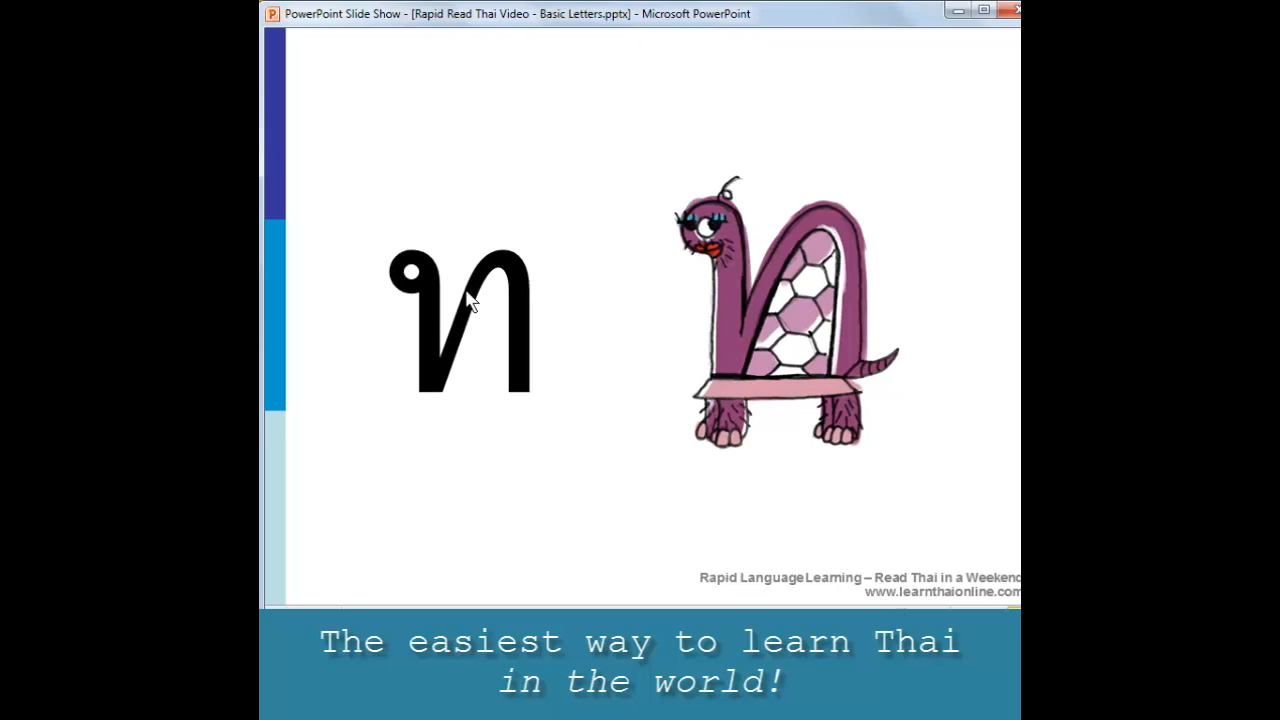 PowerPoint Slide Show - [Rapid Read Thai Video - Basic Letters.pptx] - Microsoft PowerPoint
ท
Rapid Language Learning – Read Thai in a Weekend
www.learnthaionline.com
The easiest way to learn Thai
in the world!